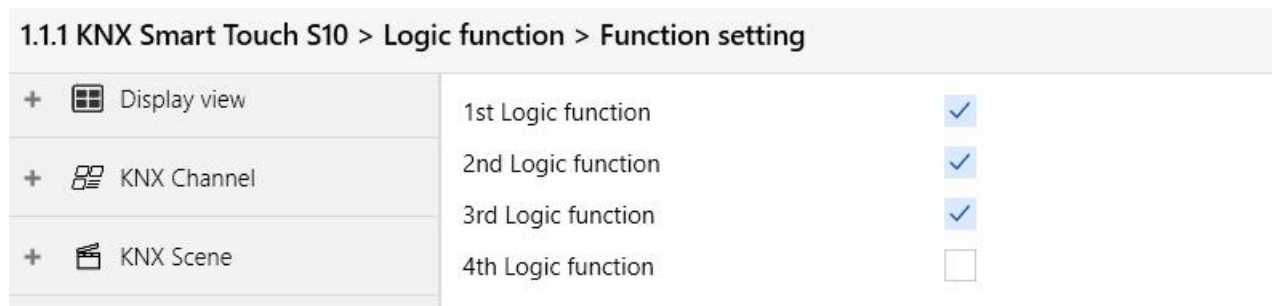 1.1.1 KNX Smart Touch S10 > Logic function > Function setting
+ Display view
+ KNX Channel
+ KNX Scene
1st Logic function
2nd Logic function
3rd Logic function
4th Logic function